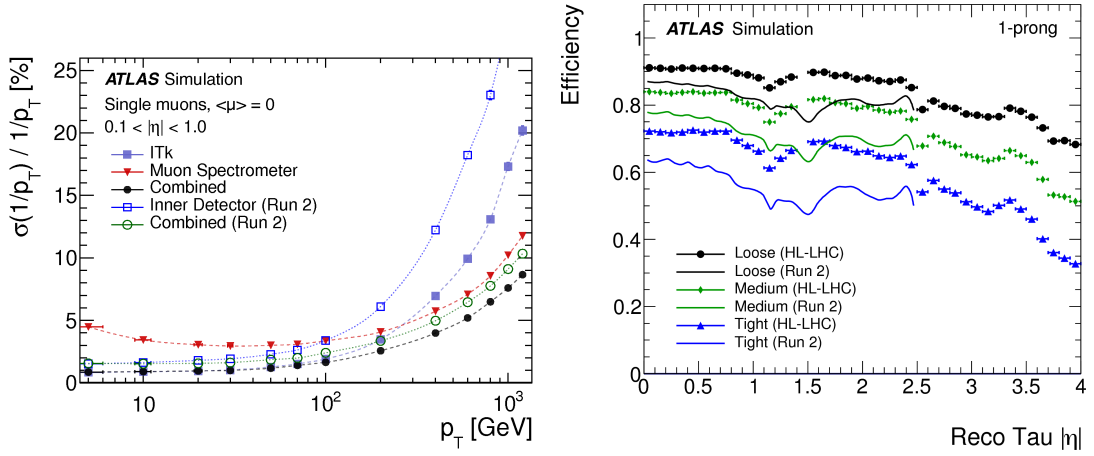 ATLAS Simulation
Single muons, <μ> = 0
0.1 < |η| < 1.0
ITk
Muon Spectrometer
Combined
Inner Detector (Run 2)
Combined (Run 2)
σ(1/p_T) / 1/p_T [%]
25
20
15
10
5
0
10
10²
10³
p_T [GeV]
ATLAS Simulation
1-prong
Efficiency
1
0.8
0.6
0.4
0.2
0
Loose (HL-LHC)
Loose (Run 2)
Medium (HL-LHC)
Medium (Run 2)
Tight (HL-LHC)
Tight (Run 2)
0 0.5 1 1.5 2 2.5 3 3.5 4
Reco Tau |η|